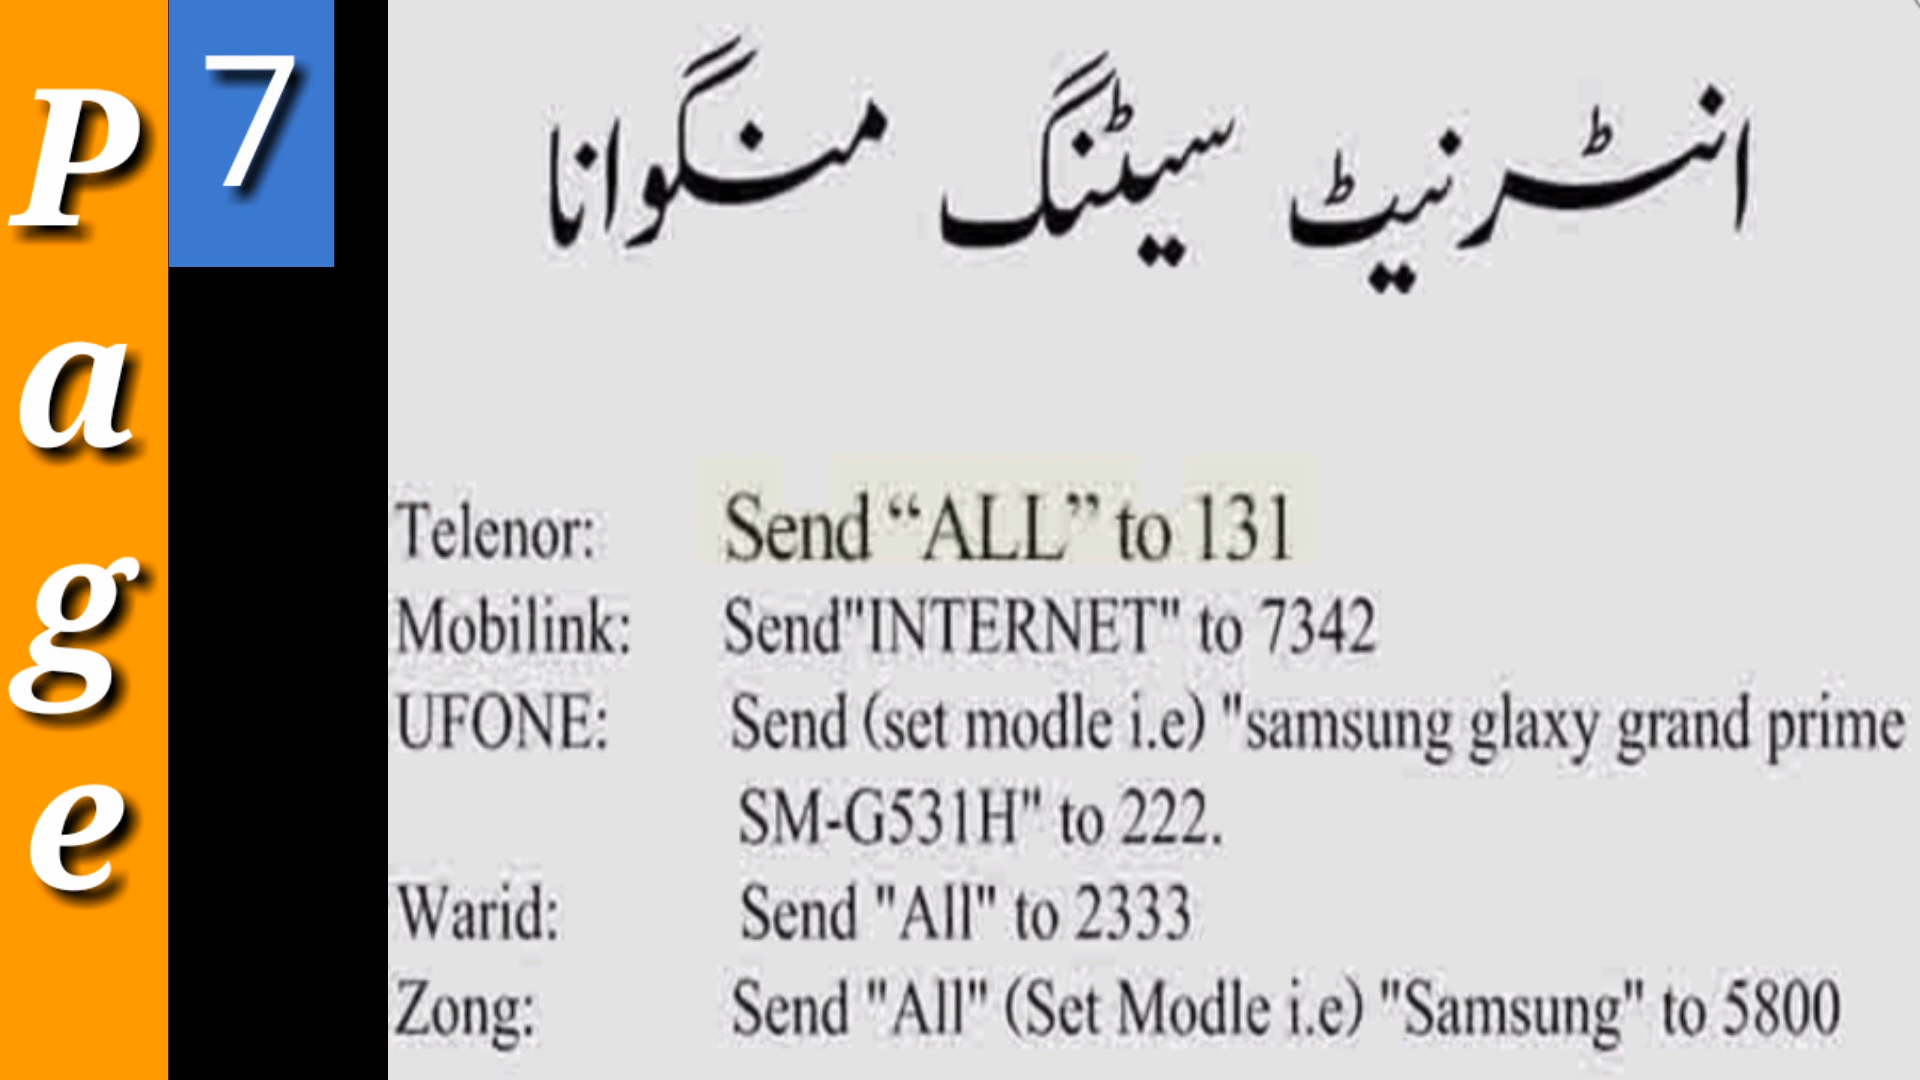 Page
7
انٹرنیٹ سیٹنگ منگوانا
Telenor: Send “ALL” to 131
Mobilink: Send"INTERNET" to 7342
UFONE: Send (set modle i.e) "samsung glaxy grand prime
SM-G531H" to 222.
Warid: Send "All" to 2333
Zong: Send "All" (Set Modle i.e) "Samsung" to 5800